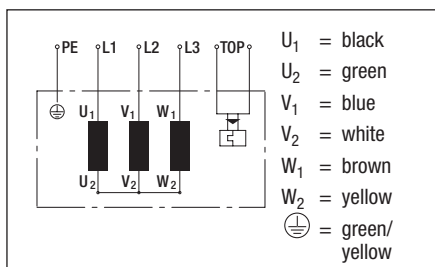 PE L1 L2 L3 TOP
U1 V1 W1
U2 V2 W2
U1 = black
U2 = green
V1 = blue
V2 = white
W1 = brown
W2 = yellow
⏚ = green/
yellow